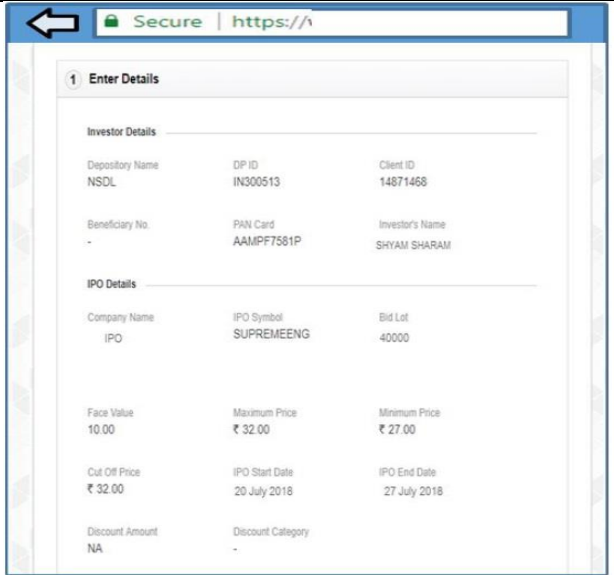 Secure | https://
1 Enter Details
Investor Details
Depository Name DP ID Client ID
NSDL IN300513 14871468
Beneficiary No. PAN Card Investor's Name
- AAMPF7581P SHYAM SHARAM
IPO Details
Company Name IPO Symbol Bid Lot
IPO SUPREMEENG 40000
Face Value Maximum Price Minimum Price
10.00 ₹ 32.00 ₹ 27.00
Cut Off Price IPO Start Date IPO End Date
₹ 32.00 20 July 2018 27 July 2018
Discount Amount Discount Category
NA -